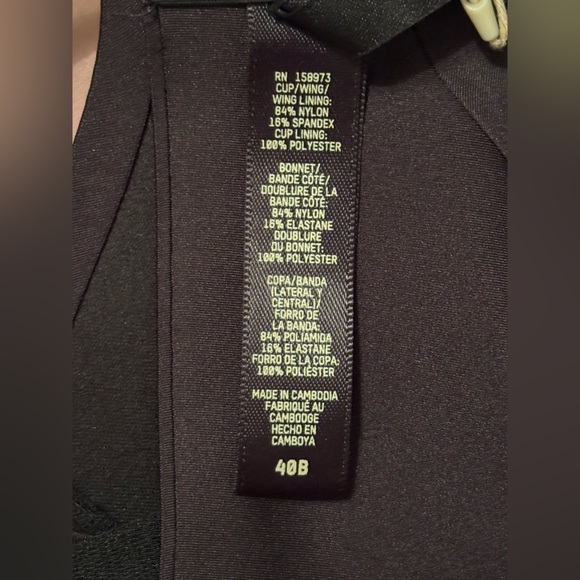 RN 158973
CUP/WING/
WING LINING:
84% NYLON
16% SPANDEX
CUP LINING:
100% POLYESTER
BONNET/
BANDE CÔTÉ/
DOUBLURE DE LA
BANDE CÔTÉ:
84% NYLON
16% ELASTANE
DOUBLURE
DU BONNET:
100% POLYESTER
COPA/BANDA
(LATERAL Y
CENTRAL)/
FORRO DE
LA BANDA:
84% POLIAMIDA
16% ELASTANE
FORRO DE LA COPA:
100% POLIÉSTER
MADE IN CAMBODIA
FABRIQUÉ AU
CAMBODGE
HECHO EN
CAMBOYA
40B